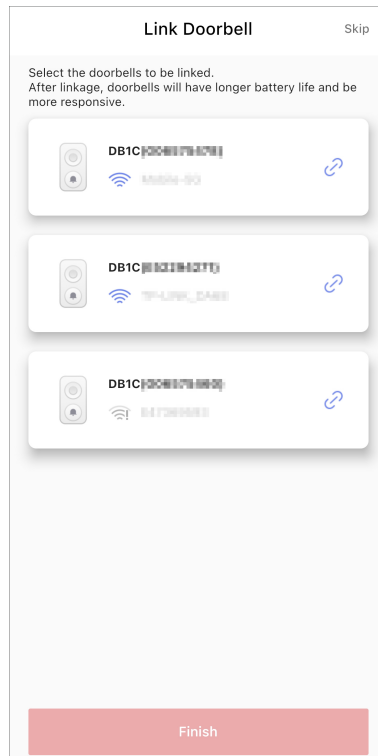 Link Doorbell
Skip
Select the doorbells to be linked.
After linkage, doorbells will have longer battery life and be
more responsive.
DB1C
DB1C
DB1C
Finish